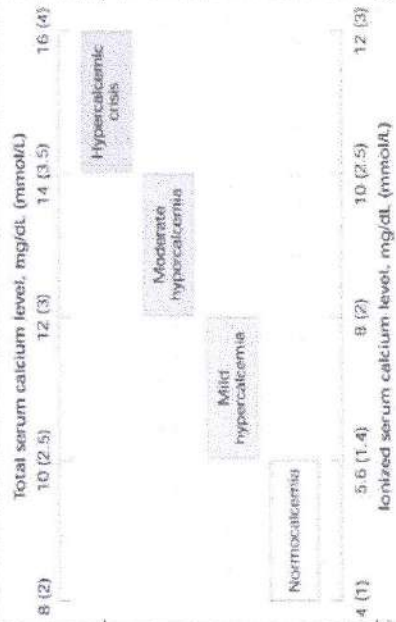 Total serum calcium level, mg/dL (mmol/L)
8 (2) 10 (2.5) 12 (3) 14 (3.5) 16 (4)
Hypercalcemic
crisis
Moderate
hypercalcemia
Mild
hypercalcemia
Normocalcemia
4 (1) 5.6 (1.4) 8 (2) 10 (2.5) 12 (3)
Ionized serum calcium level, mg/dL (mmol/L)